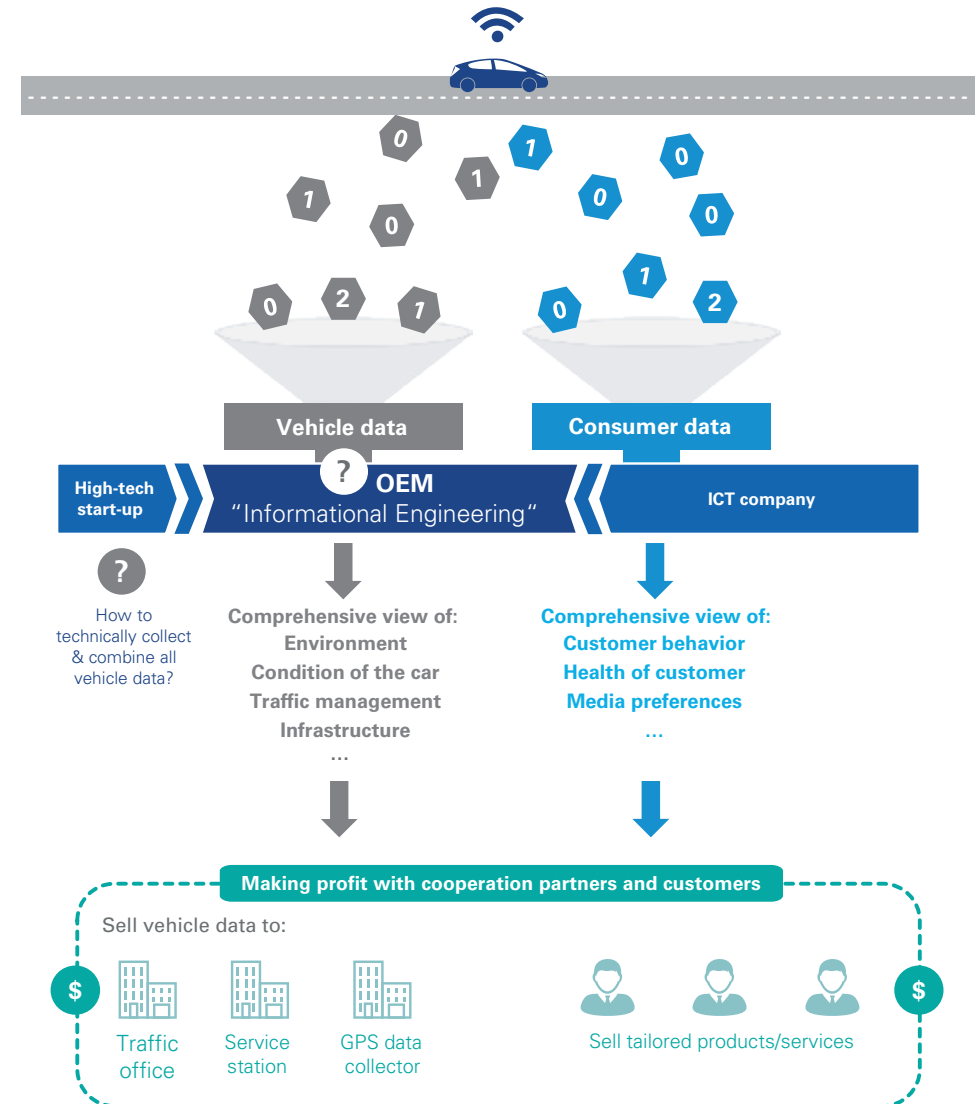 0
1
0
1
1
0
0
0
0
1
0
2
1
0
2
Vehicle data
Consumer data
High-tech
start-up
?
OEM
“Informational Engineering“
ICT company
?
How to
technically collect
& combine all
vehicle data?
Comprehensive view of:
Environment
Condition of the car
Traffic management
Infrastructure
...
Comprehensive view of:
Customer behavior
Health of customer
Media preferences
...
Making profit with cooperation partners and customers
Sell vehicle data to:
$
Traffic
office
Service
station
GPS data
collector
Sell tailored products/services
$